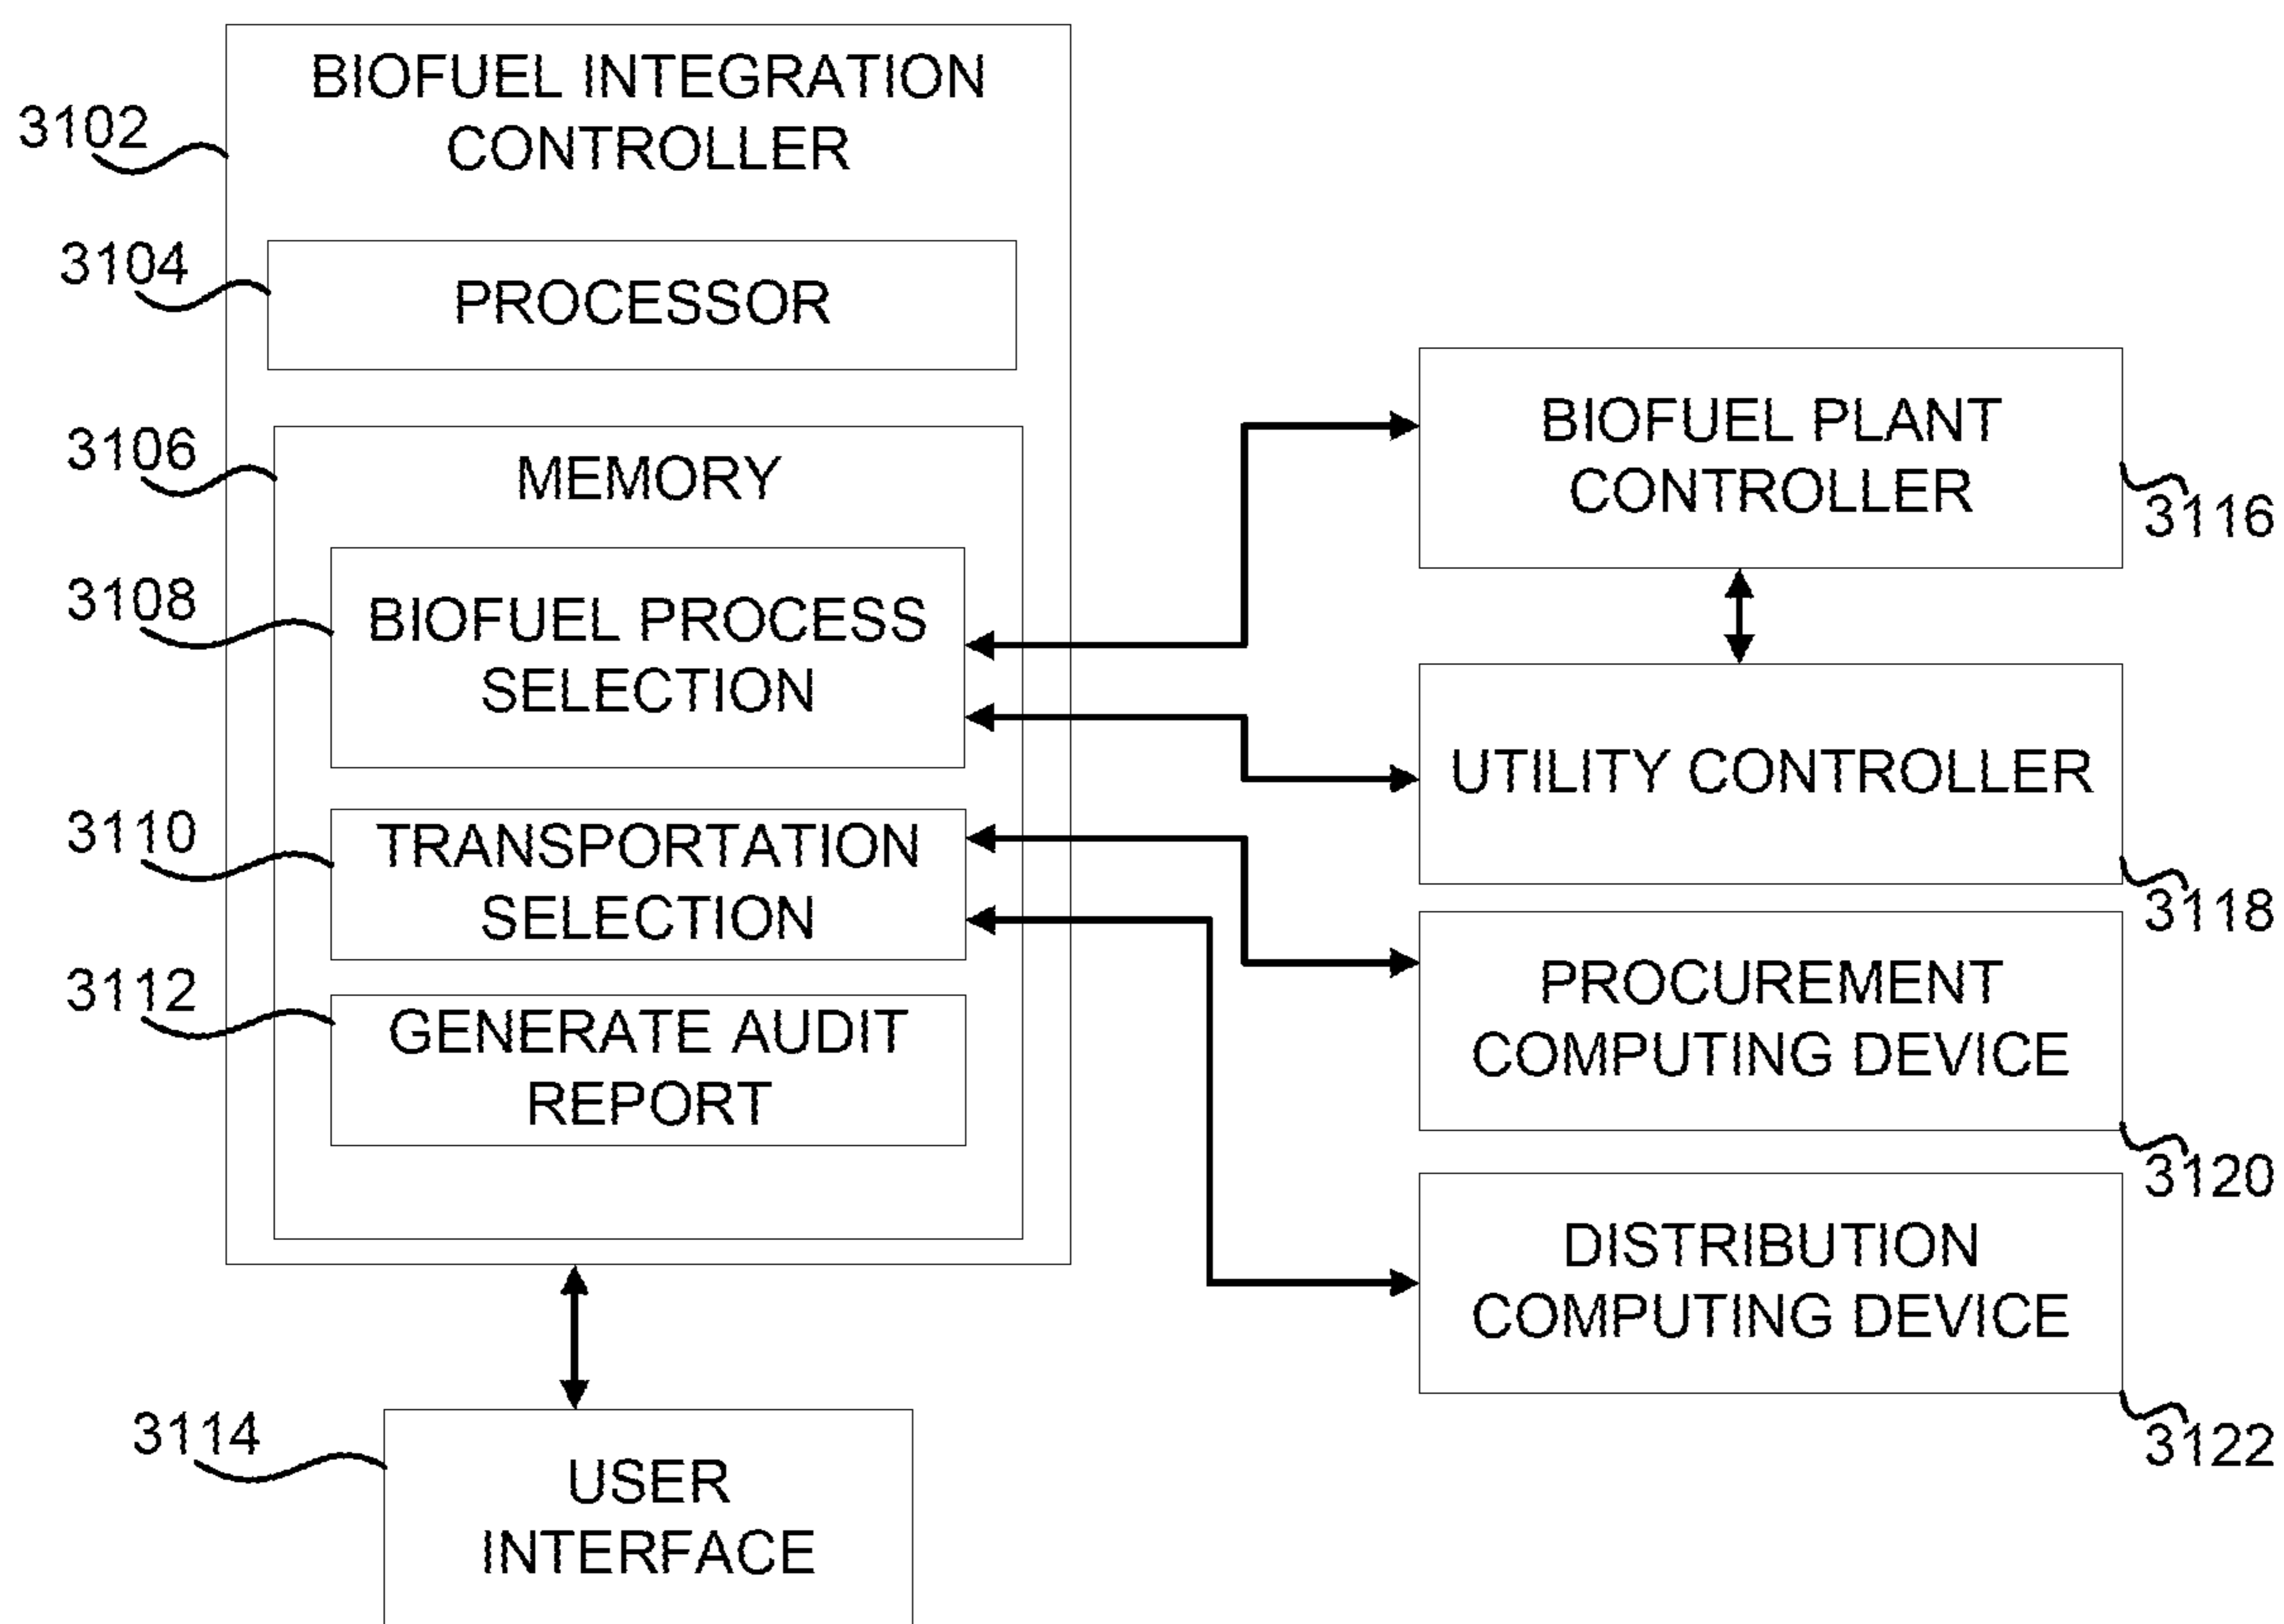 BIOFUEL INTEGRATION
CONTROLLER
3102
3104
PROCESSOR
3106
MEMORY
3108
BIOFUEL PROCESS
SELECTION
3110
TRANSPORTATION
SELECTION
3112
GENERATE AUDIT
REPORT
3114
USER
INTERFACE
BIOFUEL PLANT
CONTROLLER
3116
UTILITY CONTROLLER
3118
PROCUREMENT
COMPUTING DEVICE
3120
DISTRIBUTION
COMPUTING DEVICE
3122